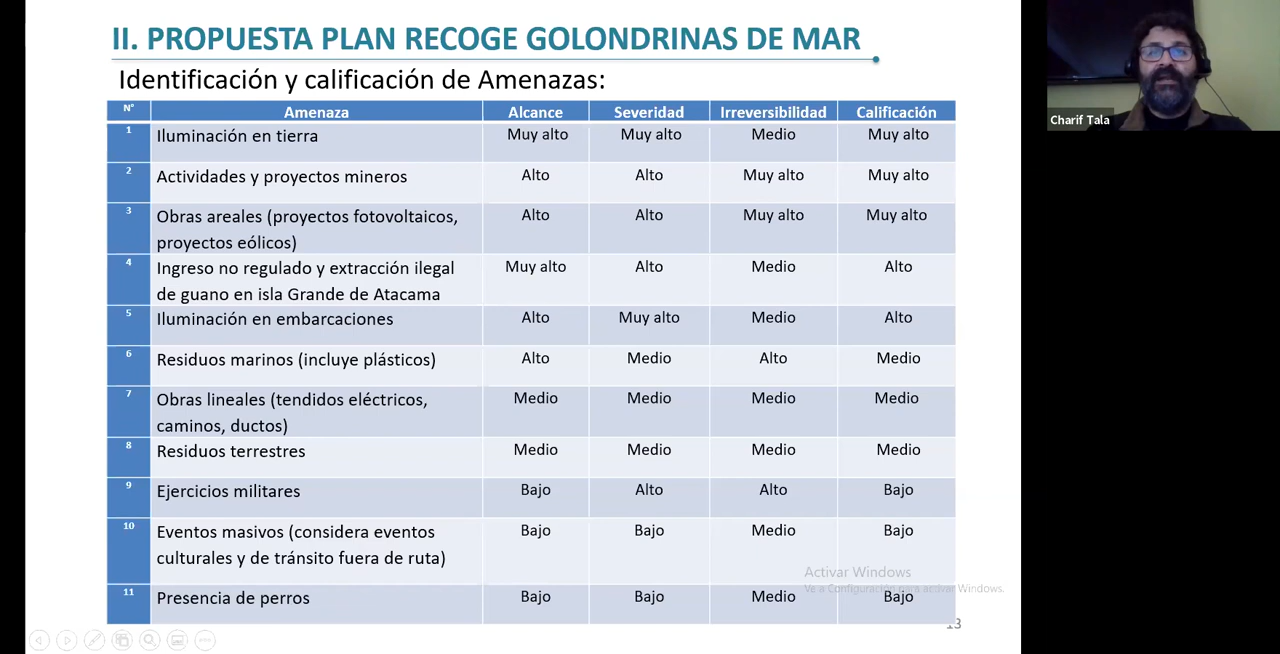 II. PROPUESTA PLAN RECOGE GOLONDRINAS DE MAR
Identificación y calificación de Amenazas:
N° Amenaza Alcance Severidad Irreversibilidad Calificación
1 Iluminación en tierra Muy alto Muy alto Medio Muy alto
2 Actividades y proyectos mineros Alto Alto Muy alto Muy alto
3 Obras areales (proyectos fotovoltaicos, Alto Alto Muy alto Muy alto
proyectos eólicos)
4 Ingreso no regulado y extracción ilegal Muy alto Alto Medio Alto
de guano en isla Grande de Atacama
5 Iluminación en embarcaciones Alto Muy alto Medio Alto
6 Residuos marinos (incluye plásticos) Alto Medio Alto Medio
7 Obras lineales (tendidos eléctricos, Medio Medio Medio Medio
caminos, ductos)
8 Residuos terrestres Medio Medio Medio Medio
9 Ejercicios militares Bajo Alto Alto Bajo
10 Eventos masivos (considera eventos Bajo Bajo Medio Bajo
culturales y de tránsito fuera de ruta)
11 Presencia de perros Bajo Bajo Medio Bajo
Activar Windows
Ve a Configuración para activar Windows.
13
Charif Tala